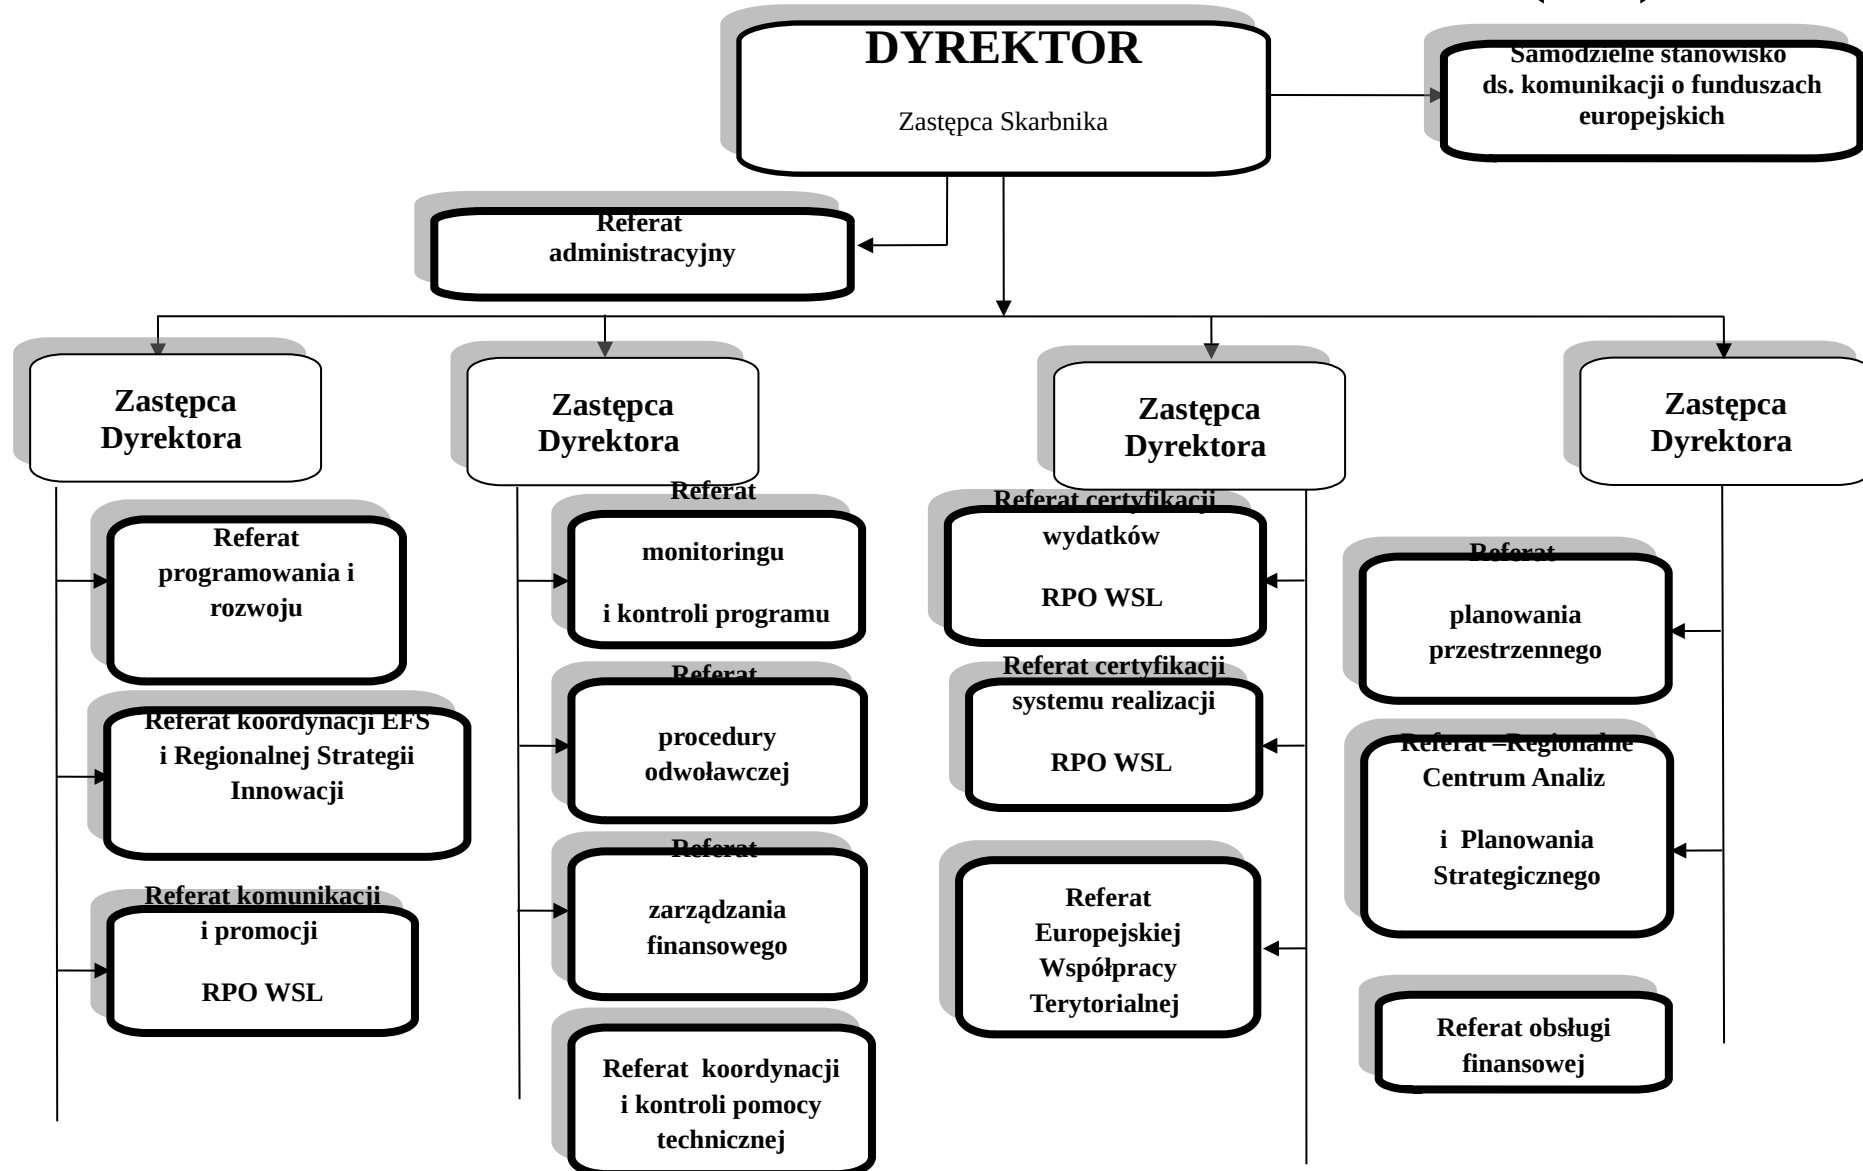 DYREKTOR
Zastępca Skarbnika
Samodzielne stanowisko
ds. komunikacji o funduszach
europejskich
Referat
administracyjny
Zastępca
Dyrektora
Referat
programowania i
rozwoju
Referat koordynacji EFS
i Regionalnej Strategii
Innowacji
Referat komunikacji
i promocji
RPO WSL
Zastępca
Dyrektora
Referat
monitoringu
i kontroli programu
Referat
procedury
odwoławczej
Referat
zarządzania
finansowego
Referat koordynacji
i kontroli pomocy
technicznej
Zastępca
Dyrektora
Referat certyfikacji
wydatków
RPO WSL
Referat certyfikacji
systemu realizacji
RPO WSL
Referat
Europejskiej
Współpracy
Terytorialnej
Zastępca
Dyrektora
Referat
planowania
przestrzennego
Referat –Regionalne
Centrum Analiz
i Planowania
Strategicznego
Referat obsługi
finansowej